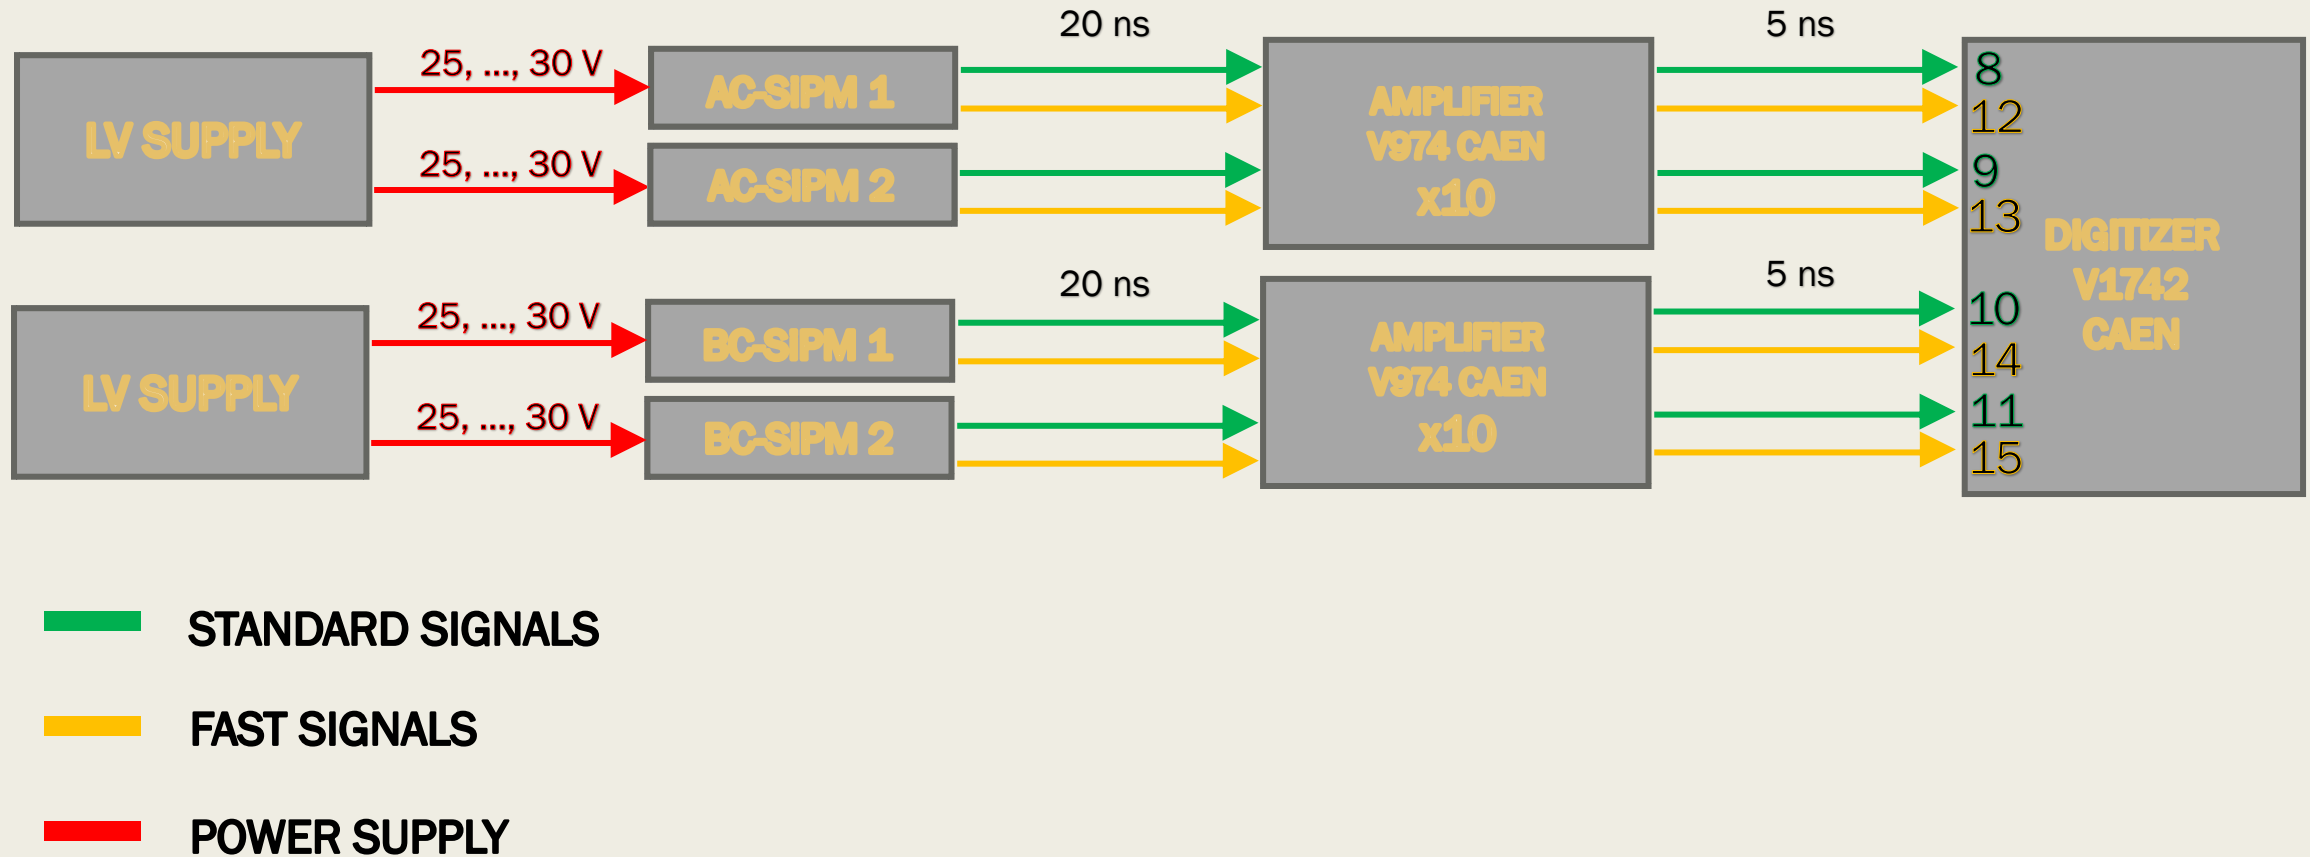 20 ns
5 ns
LV SUPPLY
25, ..., 30 V
25, ..., 30 V
AC-SIPM 1
AC-SIPM 2
AMPLIFIER
V974 CAEN
x10
8
12
9
13
DIGITIZER
V1742
CAEN
20 ns
5 ns
LV SUPPLY
25, ..., 30 V
25, ..., 30 V
BC-SIPM 1
BC-SIPM 2
AMPLIFIER
V974 CAEN
x10
10
14
11
15
STANDARD SIGNALS
FAST SIGNALS
POWER SUPPLY